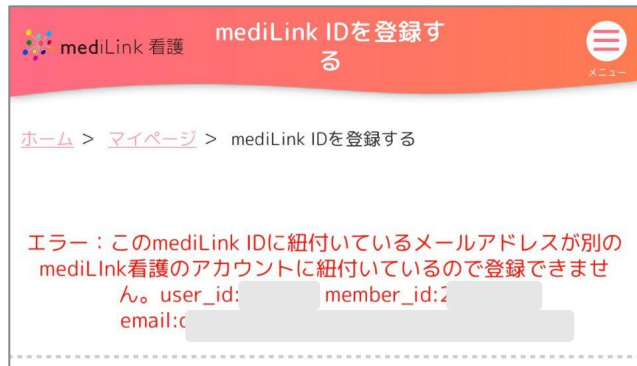 mediLink 看護
mediLink IDを登録す
る
メニュー
ホーム > マイページ > mediLink IDを登録する
エラー：このmediLink IDに紐付いているメールアドレスが別の
mediLInk看護のアカウントに紐付いているので登録できませ
ん。user_id: member_id:2
email:c